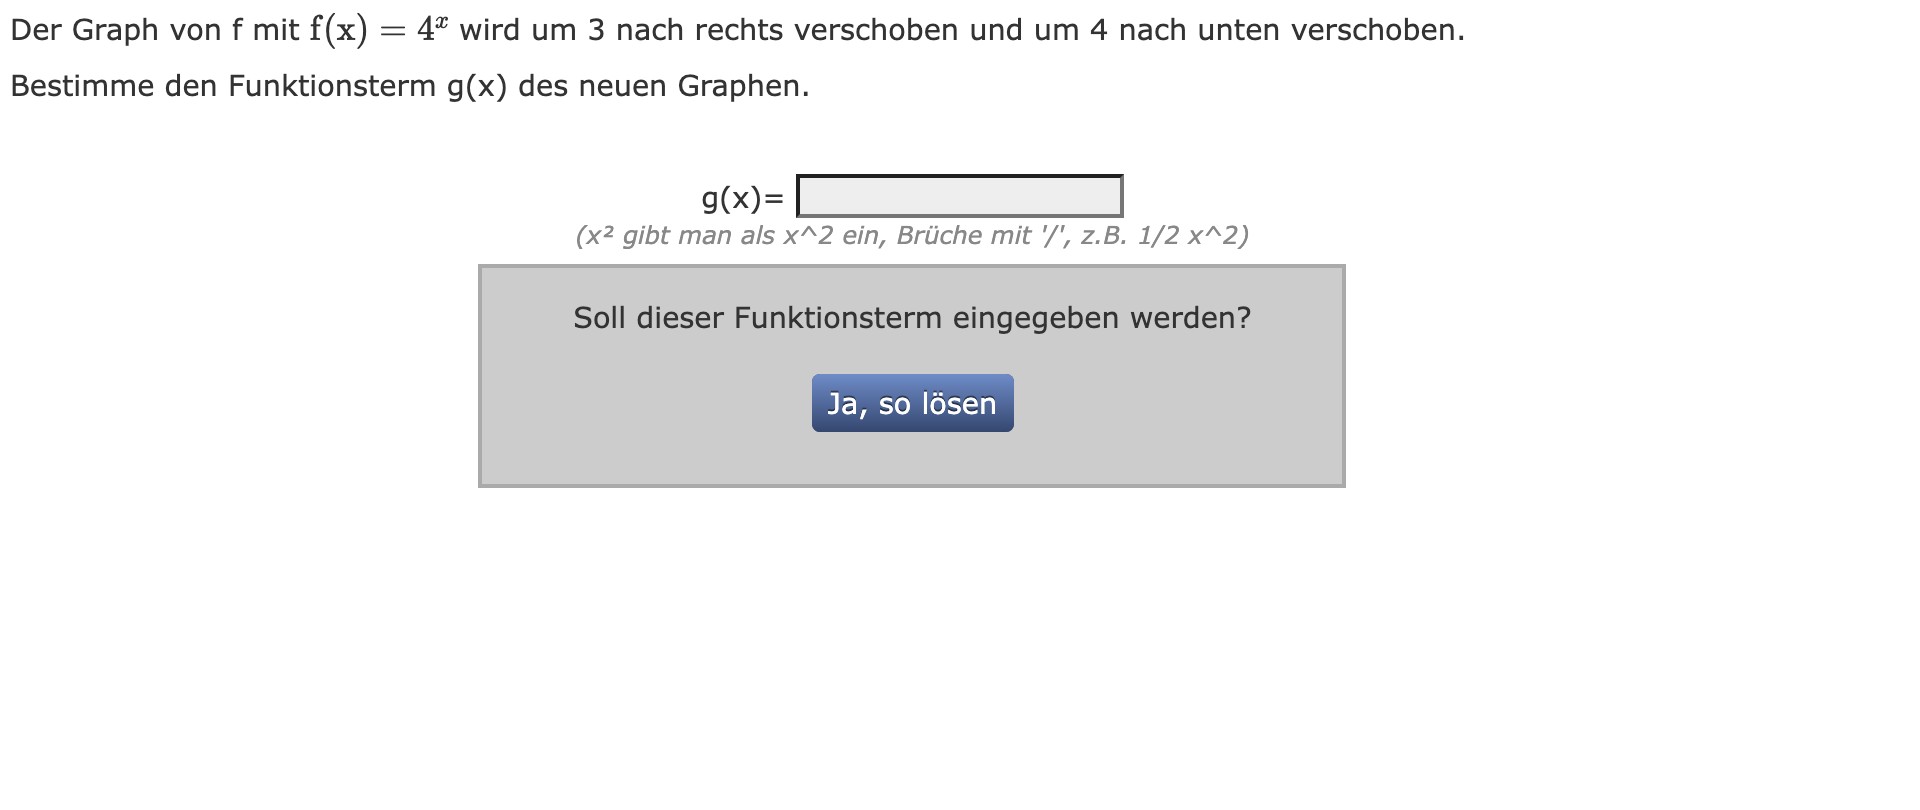 Der Graph von f mit f(x) = 4ˣ wird um 3 nach rechts verschoben und um 4 nach unten verschoben.
Bestimme den Funktionsterm g(x) des neuen Graphen.
g(x)=
(x² gibt man als x^2 ein, Brüche mit '/', z.B. 1/2 x^2)
Soll dieser Funktionsterm eingegeben werden?
Ja, so lösen